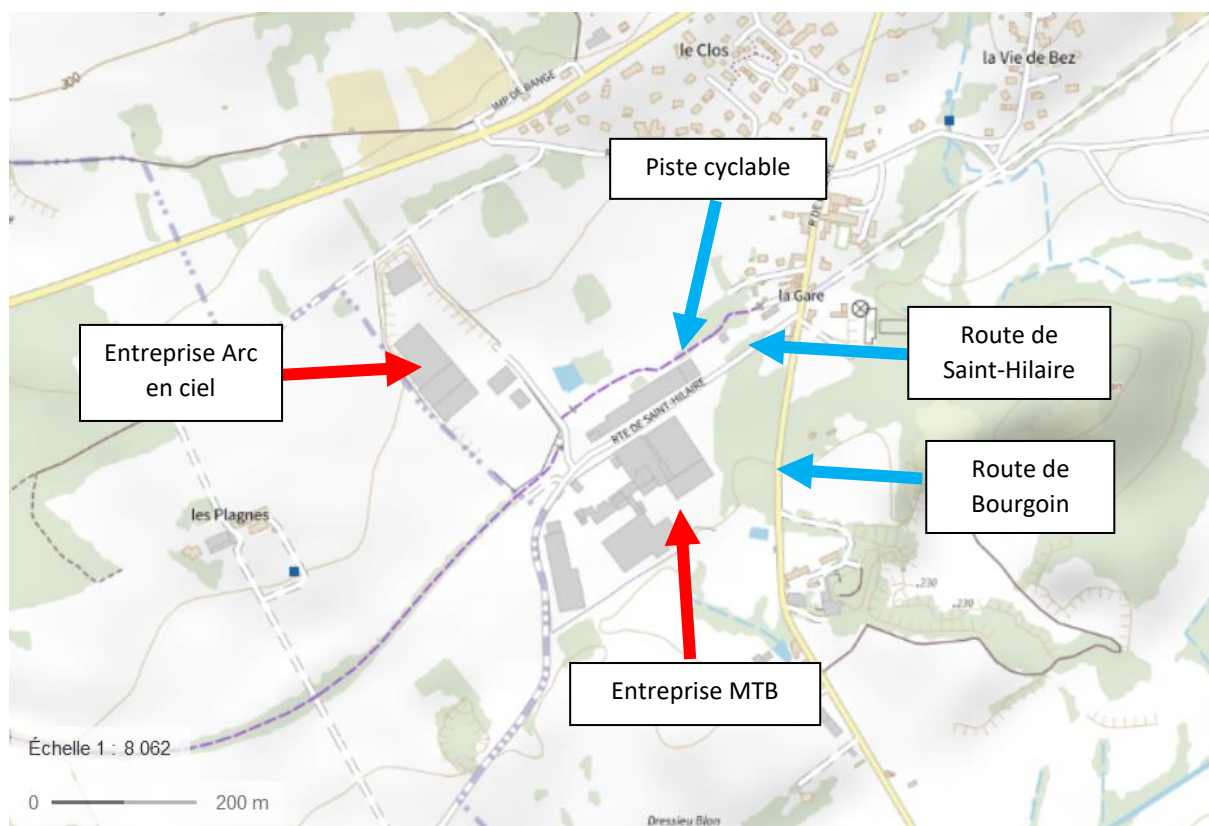 le Clos
la Vie de Bez
300
IMP DE BANGE
Piste cyclable
R DE
la Gare
Entreprise Arc
en ciel
Route de
Saint-Hilaire
RTE DE SAINT-HILAIRE
Route de
Bourgoin
les Plagnes
230
230
Entreprise MTB
Échelle 1 : 8 062
0
200 m
Dressieu Blon